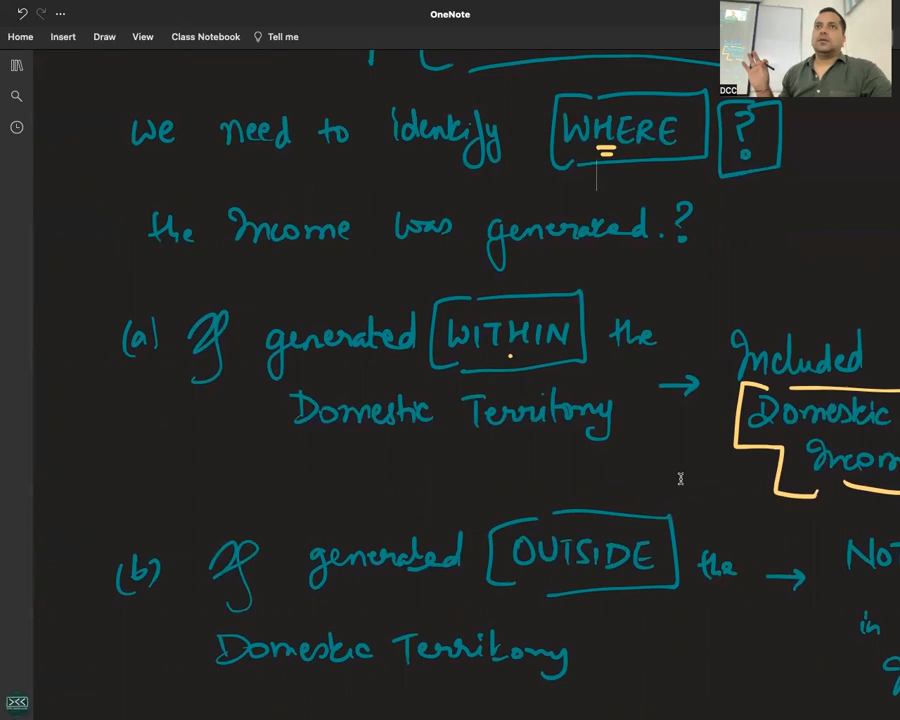 OneNote
Home Insert Draw View Class Notebook Tell me
DCC
we need to identify WHERE ?
the Income was generated.?
(a) If generated WITHIN the
Domestic Territory → Included
Domestic
Incom
(b) If generated OUTSIDE the → No
Domestic Territory
in